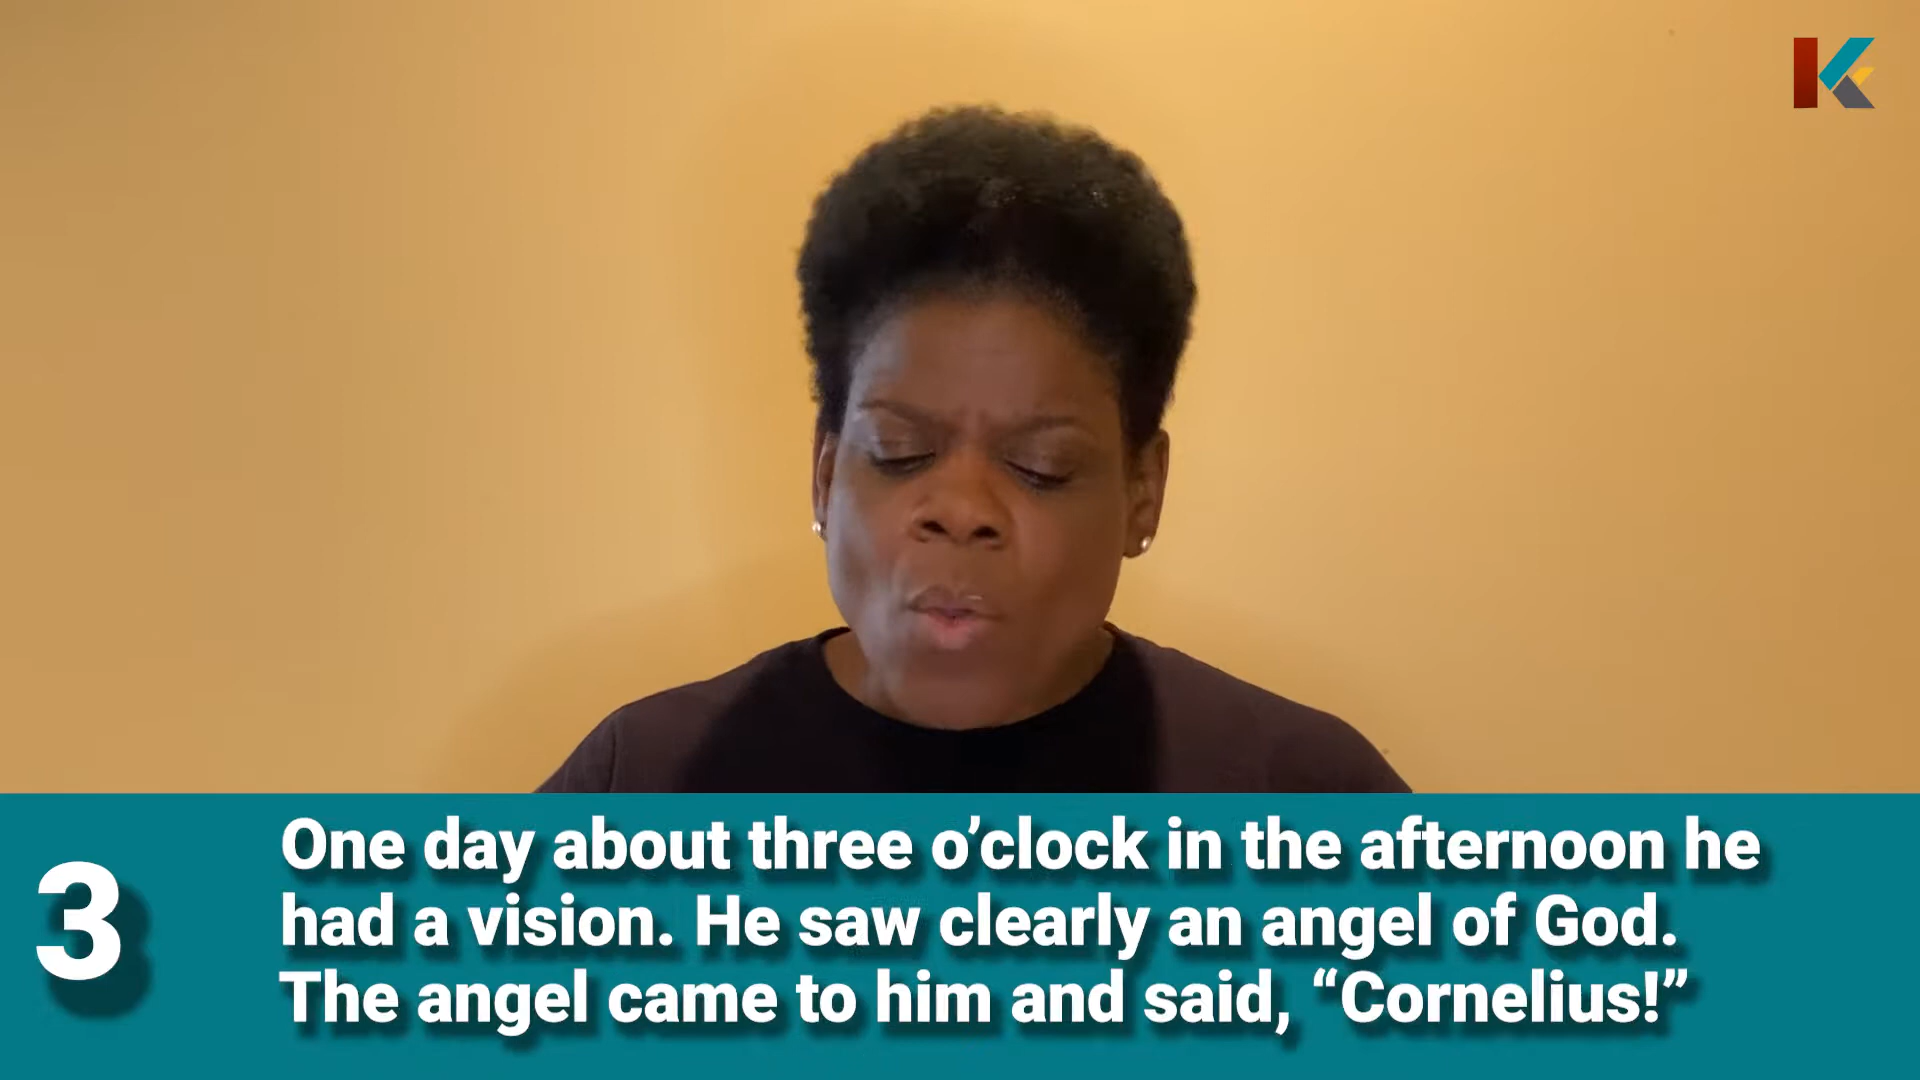 3
One day about three o’clock in the afternoon he
had a vision. He saw clearly an angel of God.
The angel came to him and said, “Cornelius!”